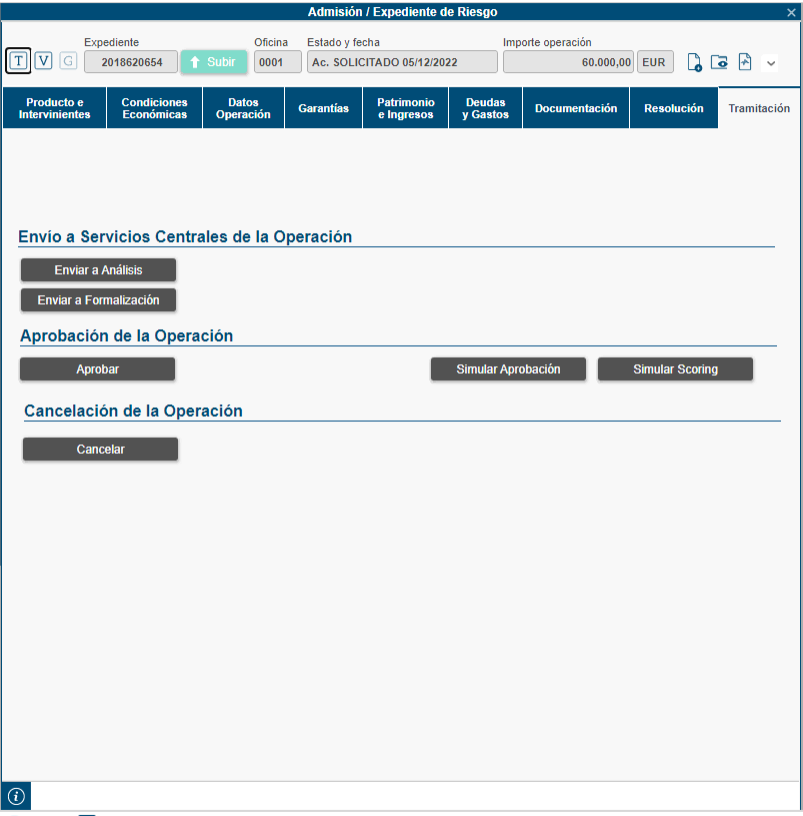 Admisión / Expediente de Riesgo
Expediente Oficina Estado y fecha Importe operación
T V G 2018620654 Subir 0001 Ac. SOLICITADO 05/12/2022 60.000,00 EUR
Producto e Intervinientes
Condiciones Económicas
Datos Operación
Garantías
Patrimonio e Ingresos
Deudas y Gastos
Documentación
Resolución
Tramitación
Envío a Servicios Centrales de la Operación
Enviar a Análisis
Enviar a Formalización
Aprobación de la Operación
Aprobar Simular Aprobación Simular Scoring
Cancelación de la Operación
Cancelar